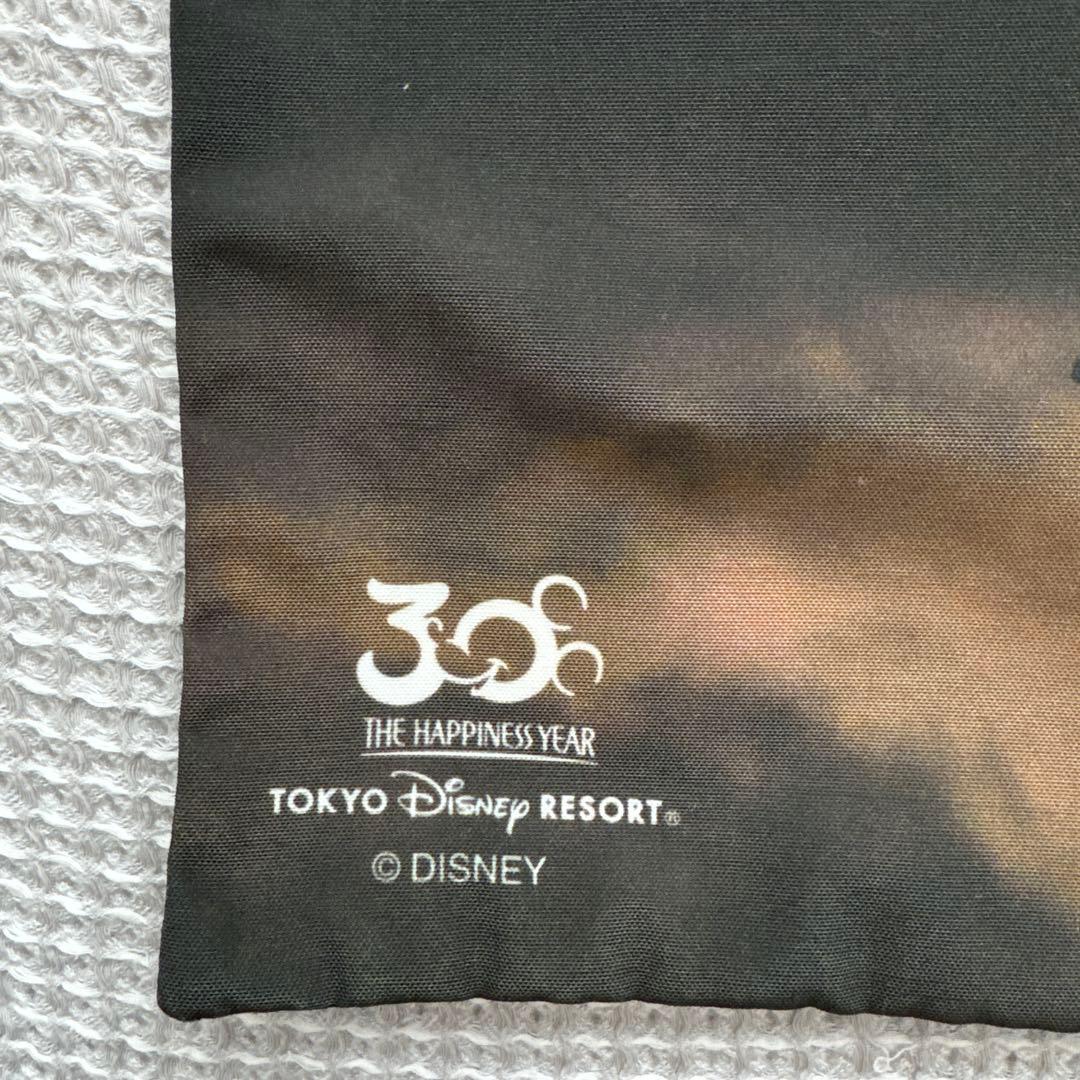 30
THE HAPPINESS YEAR
TOKYO Disney RESORT®
© DISNEY